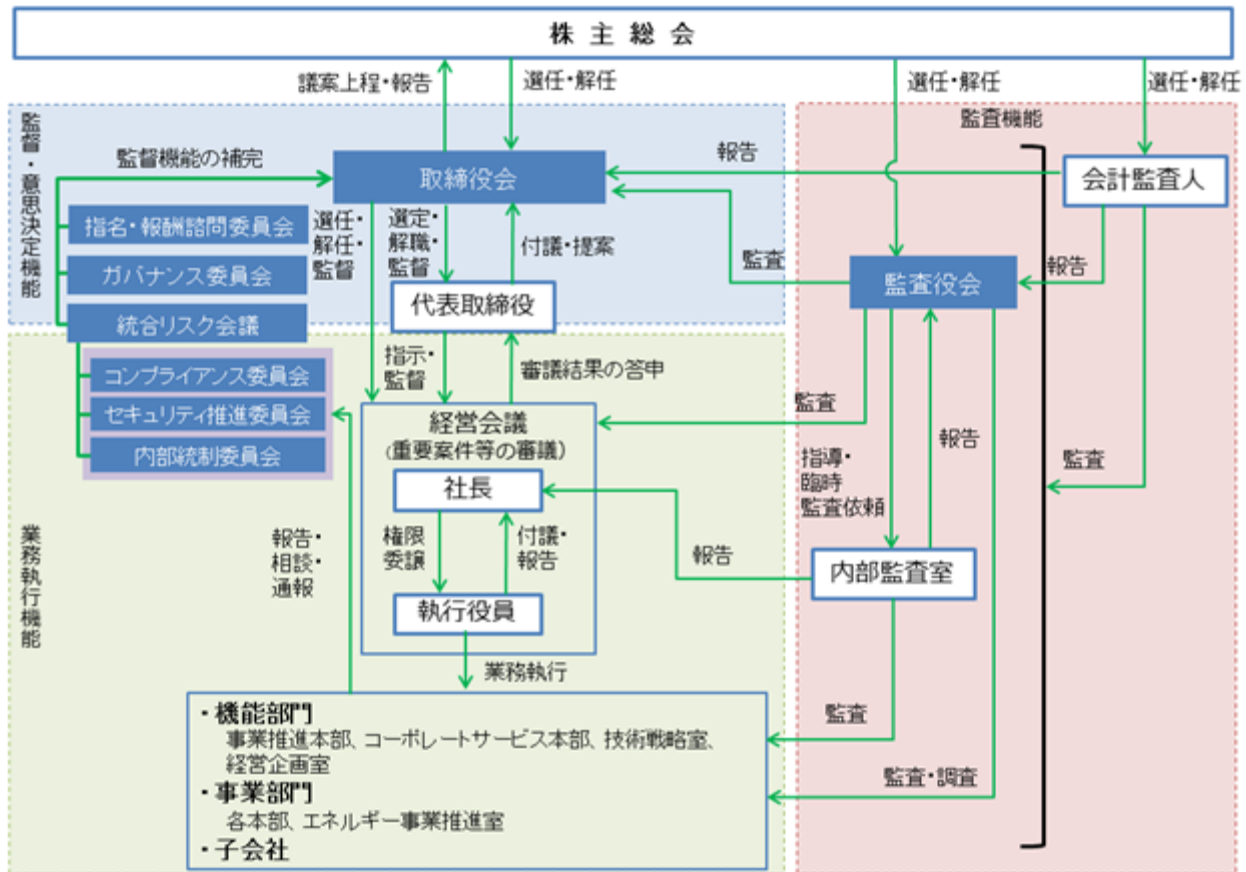 株 主 総 会
議案上程・報告
選任・解任
選任・解任
選任・解任
監督・意思決定機能
監査機能
監督機能の補完
取締役会
報告
会計監査人
指名・報酬諮問委員会
選任・
解任・
監督
選定・
解職・
監督
付議・提案
監査
監査役会
報告
ガバナンス委員会
代表取締役
統合リスク会議
指示・
監督
審議結果の答申
コンプライアンス委員会
セキュリティ推進委員会
内部統制委員会
経営会議
(重要案件等の審議)
監査
報告
監査
指導・
臨時
監査依頼
社長
権限
委譲
付議・
報告
報告
内部監査室
執行役員
業務執行機能
報告・
相談・
通報
業務執行
・機能部門
事業推進本部、コーポレートサービス本部、技術戦略室、
経営企画室
・事業部門
各本部、エネルギー事業推進室
・子会社
監査
監査・調査